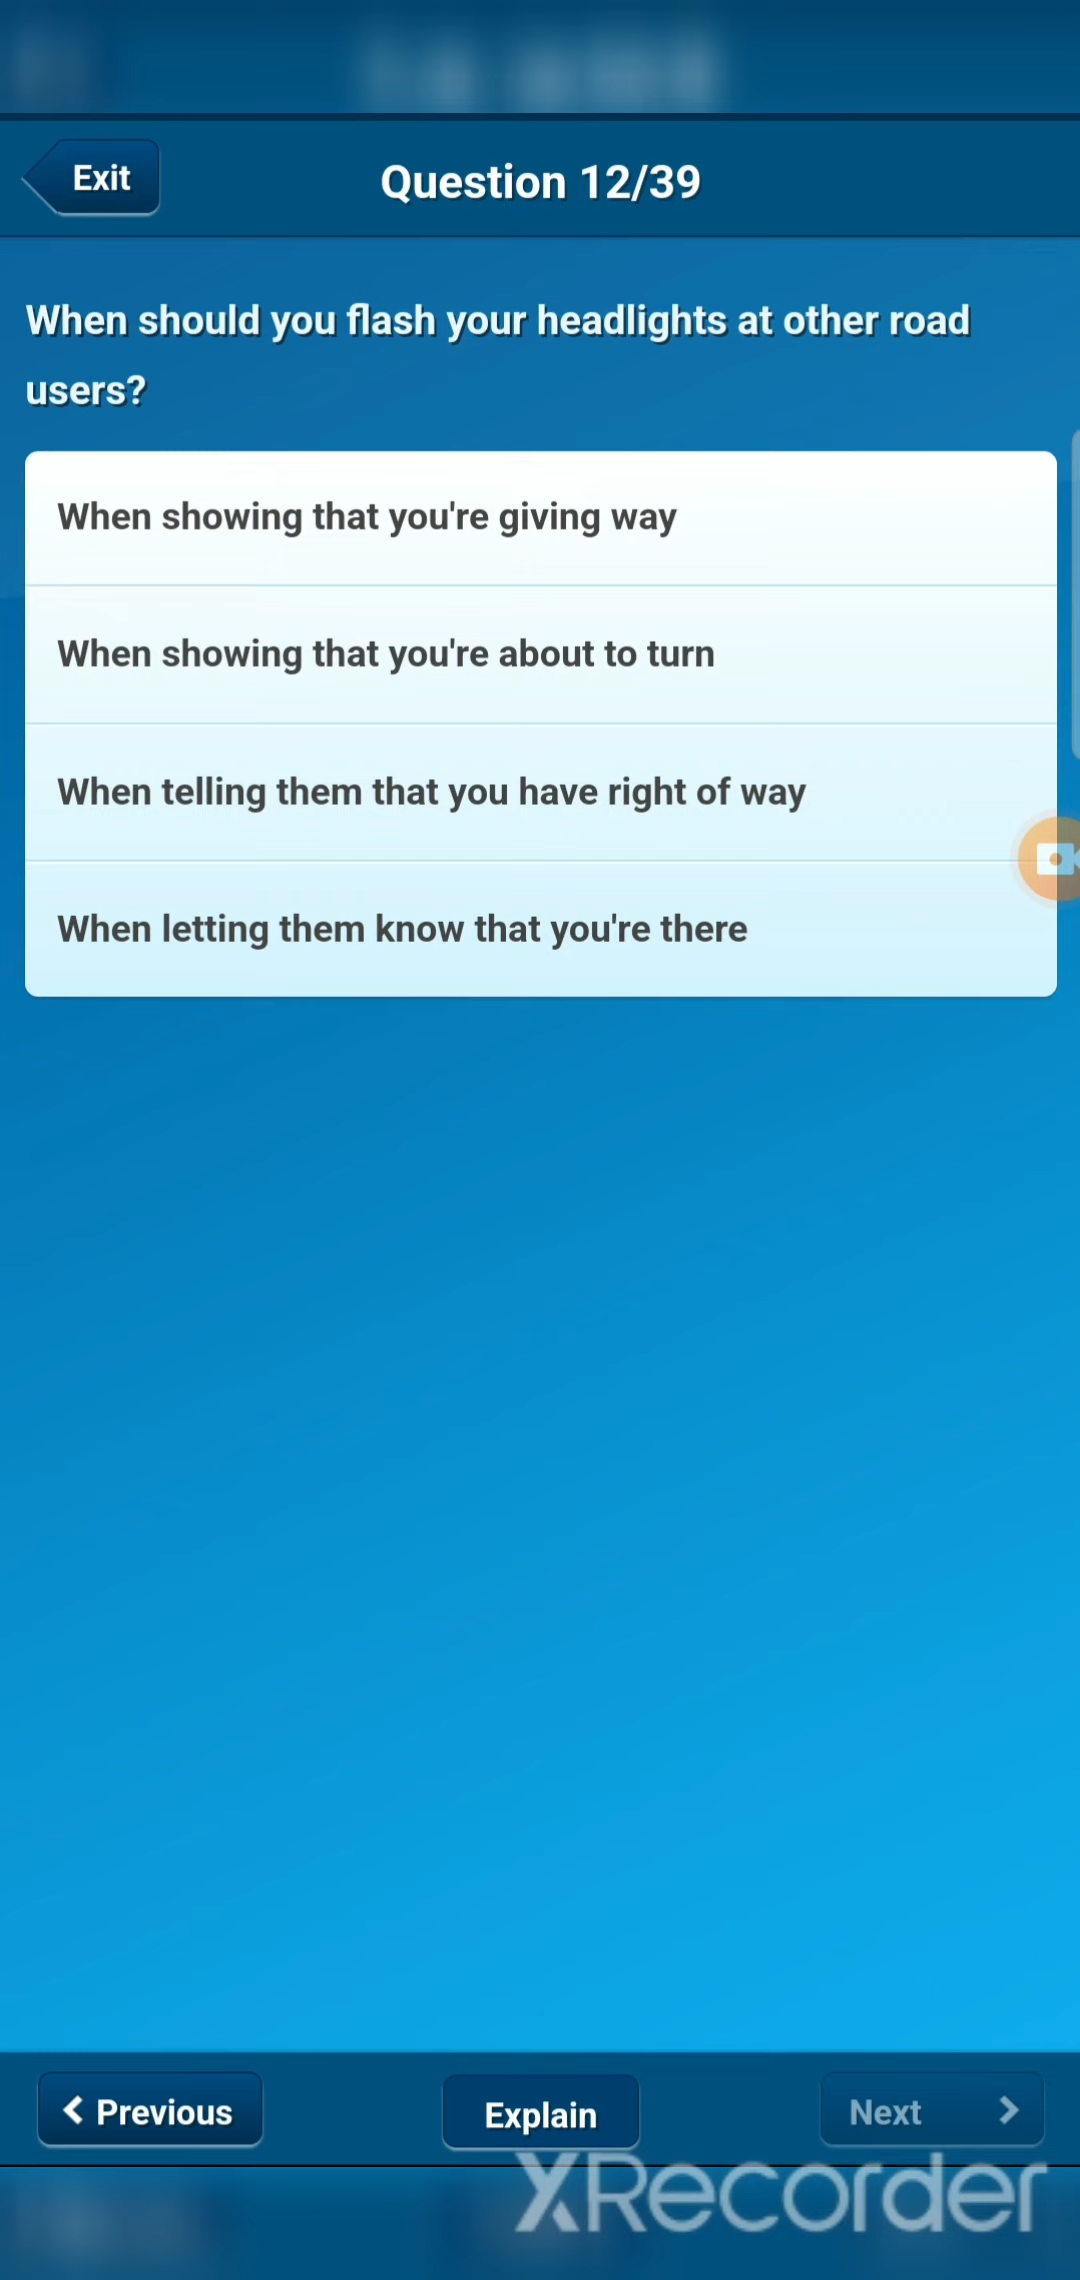 Exit
Question 12/39
When should you flash your headlights at other road
users?
When showing that you're giving way
When showing that you're about to turn
When telling them that you have right of way
When letting them know that you're there
Previous
Explain
Next
XRecorder